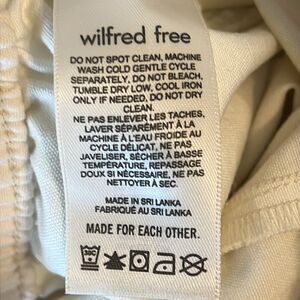 wilfred free
DO NOT SPOT CLEAN, MACHINE
WASH COLD GENTLE CYCLE
SEPARATELY, DO NOT BLEACH,
TUMBLE DRY LOW, COOL IRON
ONLY IF NEEDED, DO NOT DRY
CLEAN.
NE PAS ENLEVER LES TACHES,
LAVER SÉPARÉMENT À LA
MACHINE À L'EAU FROIDE AU
CYCLE DÉLICAT, NE PAS
JAVELISER, SÉCHER À BASSE
TEMPÉRATURE, REPASSAGE
DOUX SI NÉCESSAIRE, NE PAS
NETTOYER À SEC.
MADE IN SRI LANKA
FABRIQUÉ AU SRI LANKA
MADE FOR EACH OTHER.
30C